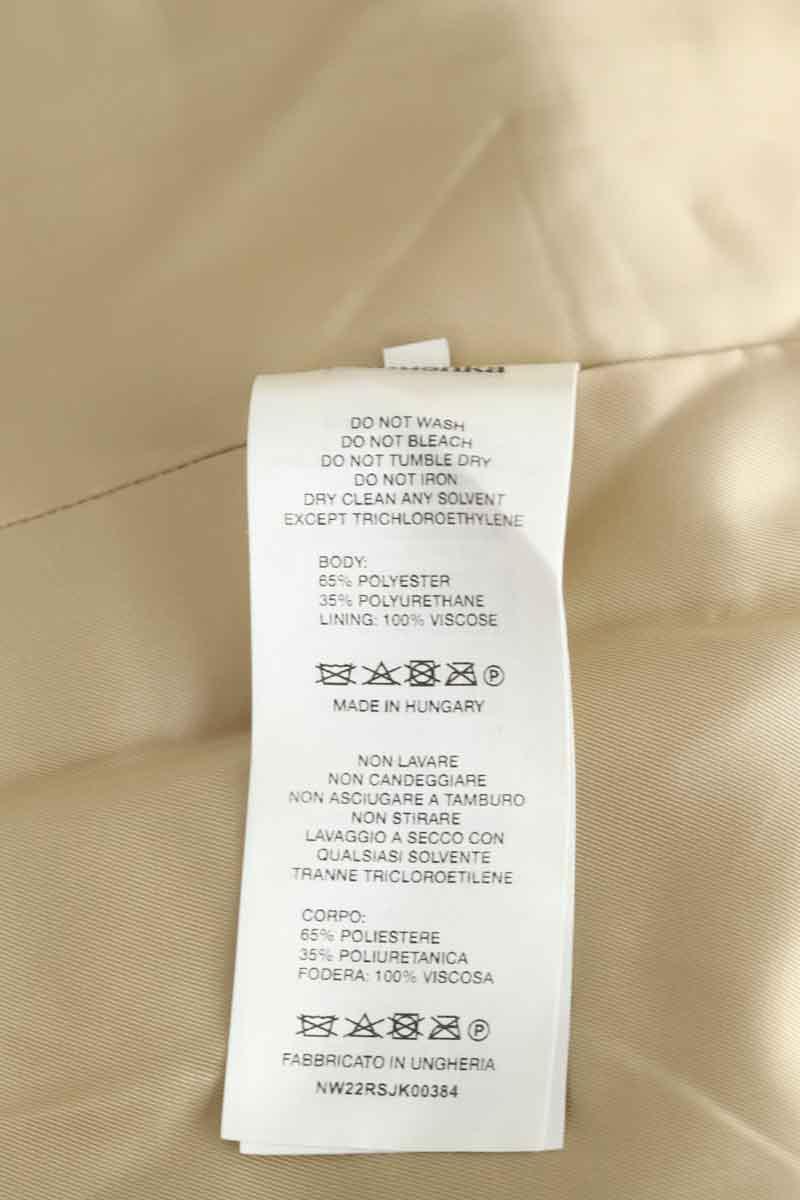 DO NOT WASH
DO NOT BLEACH
DO NOT TUMBLE DRY
DO NOT IRON
DRY CLEAN ANY SOLVENT
EXCEPT TRICHLOROETHYLENE
BODY:
65% POLYESTER
35% POLYURETHANE
LINING: 100% VISCOSE
P
MADE IN HUNGARY
NON LAVARE
NON CANDEGGIARE
NON ASCIUGARE A TAMBURO
NON STIRARE
LAVAGGIO A SECCO CON
QUALSIASI SOLVENTE
TRANNE TRICLOROETILENE
CORPO:
65% POLIESTERE
35% POLIURETANICA
FODERA: 100% VISCOSA
P
FABBRICATO IN UNGHERIA
NW22RSJK00384